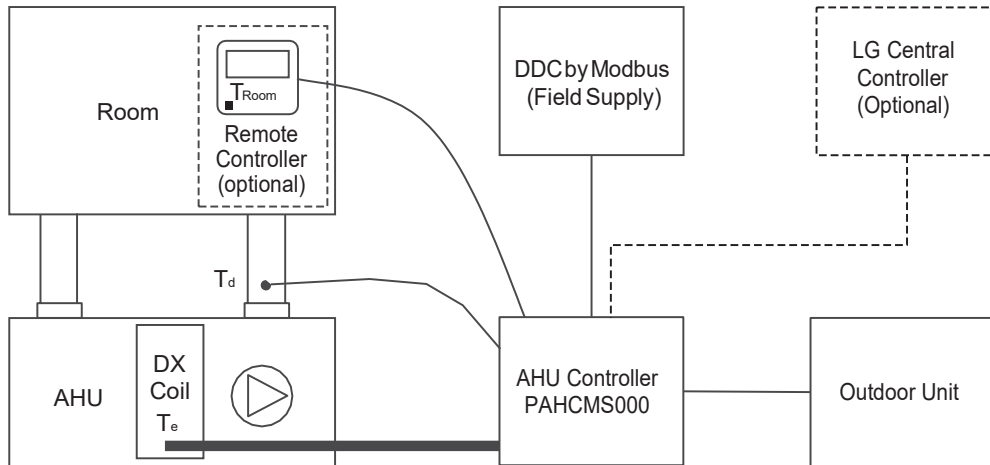 Room
TRoom
Remote
Controller
(optional)
DDC by Modbus
(Field Supply)
LG Central
Controller
(Optional)
Td
AHU
DX
Coil
Te
AHU Controller
PAHCMS000
Outdoor Unit